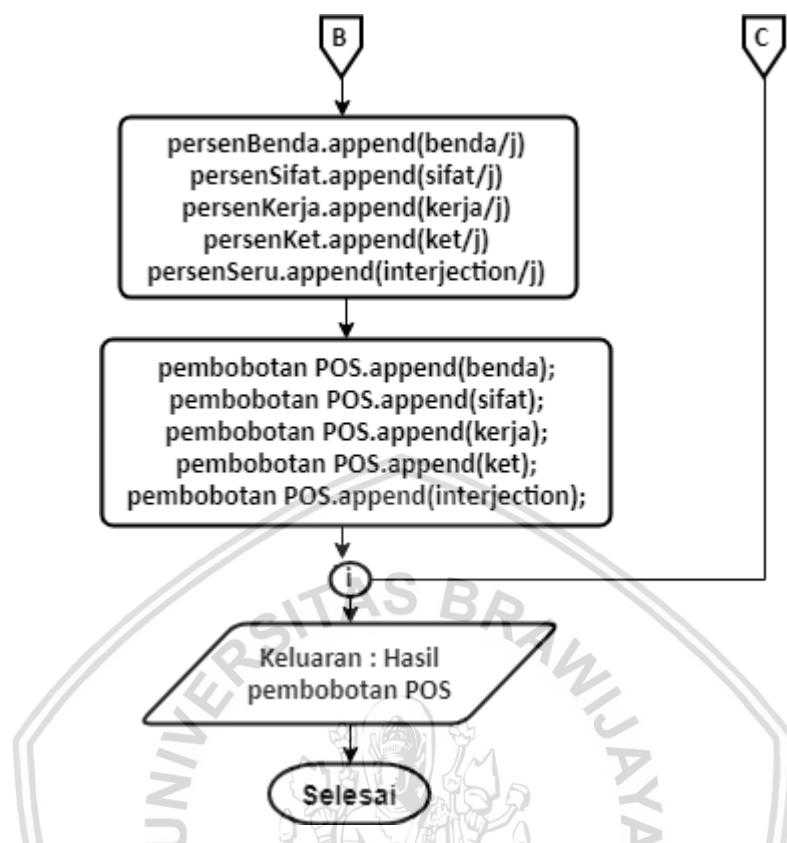 B
C
persenBenda.append(benda/j)
persenSifat.append(sifat/j)
persenKerja.append(kerja/j)
persenKet.append(ket/j)
persenSeru.append(interjection/j)
pembobotan POS.append(benda);
pembobotan POS.append(sifat);
pembobotan POS.append(kerja);
pembobotan POS.append(ket);
pembobotan POS.append(interjection);
i
Keluaran : Hasil
pembobotan POS
Selesai
UNIVERSITAS BRAWIJAYA